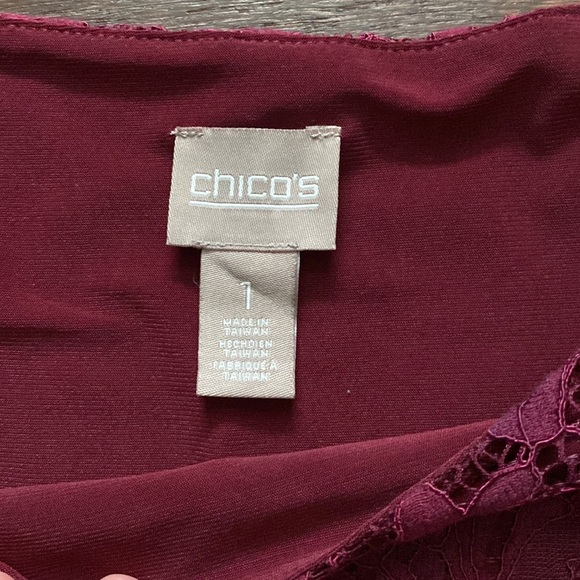 chico's
1
MADE IN
TAIWAN
HECHO EN
TAIWAN
FABRIQUÉ À
TAIWAN